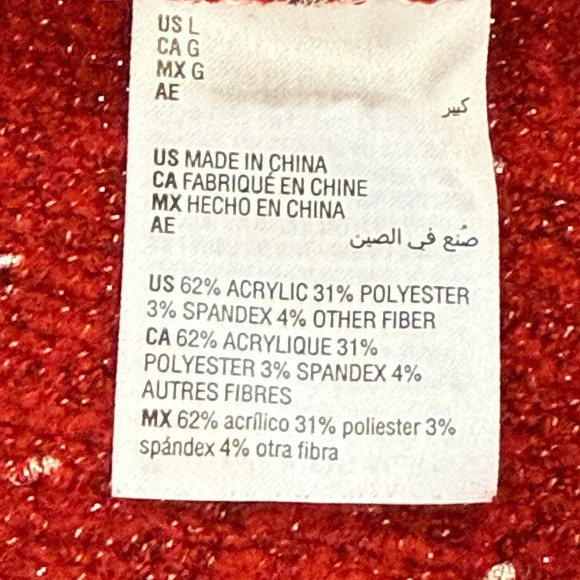 US L
CA G
MX G
AE
كبير
US MADE IN CHINA
CA FABRIQUÉ EN CHINE
MX HECHO EN CHINA
AE
صُنع في الصين
US 62% ACRYLIC 31% POLYESTER
3% SPANDEX 4% OTHER FIBER
CA 62% ACRYLIQUE 31%
POLYESTER 3% SPANDEX 4%
AUTRES FIBRES
MX 62% acrílico 31% poliester 3%
spándex 4% otra fibra